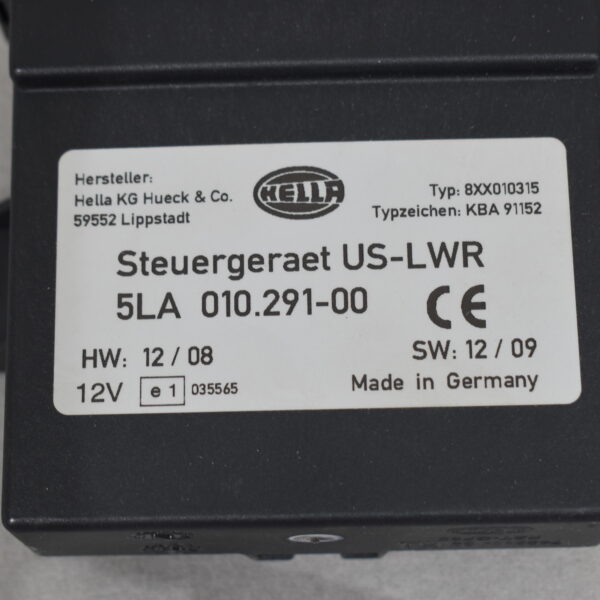 Hersteller:
Hella KG Hueck & Co.
59552 Lippstadt
HELLA
Typ: 8XX010315
Typzeichen: KBA 91152
Steuergeraet US-LWR
5LA 010.291-00
CE
HW: 12 / 08
SW: 12 / 09
12V e 1 035565
Made in Germany